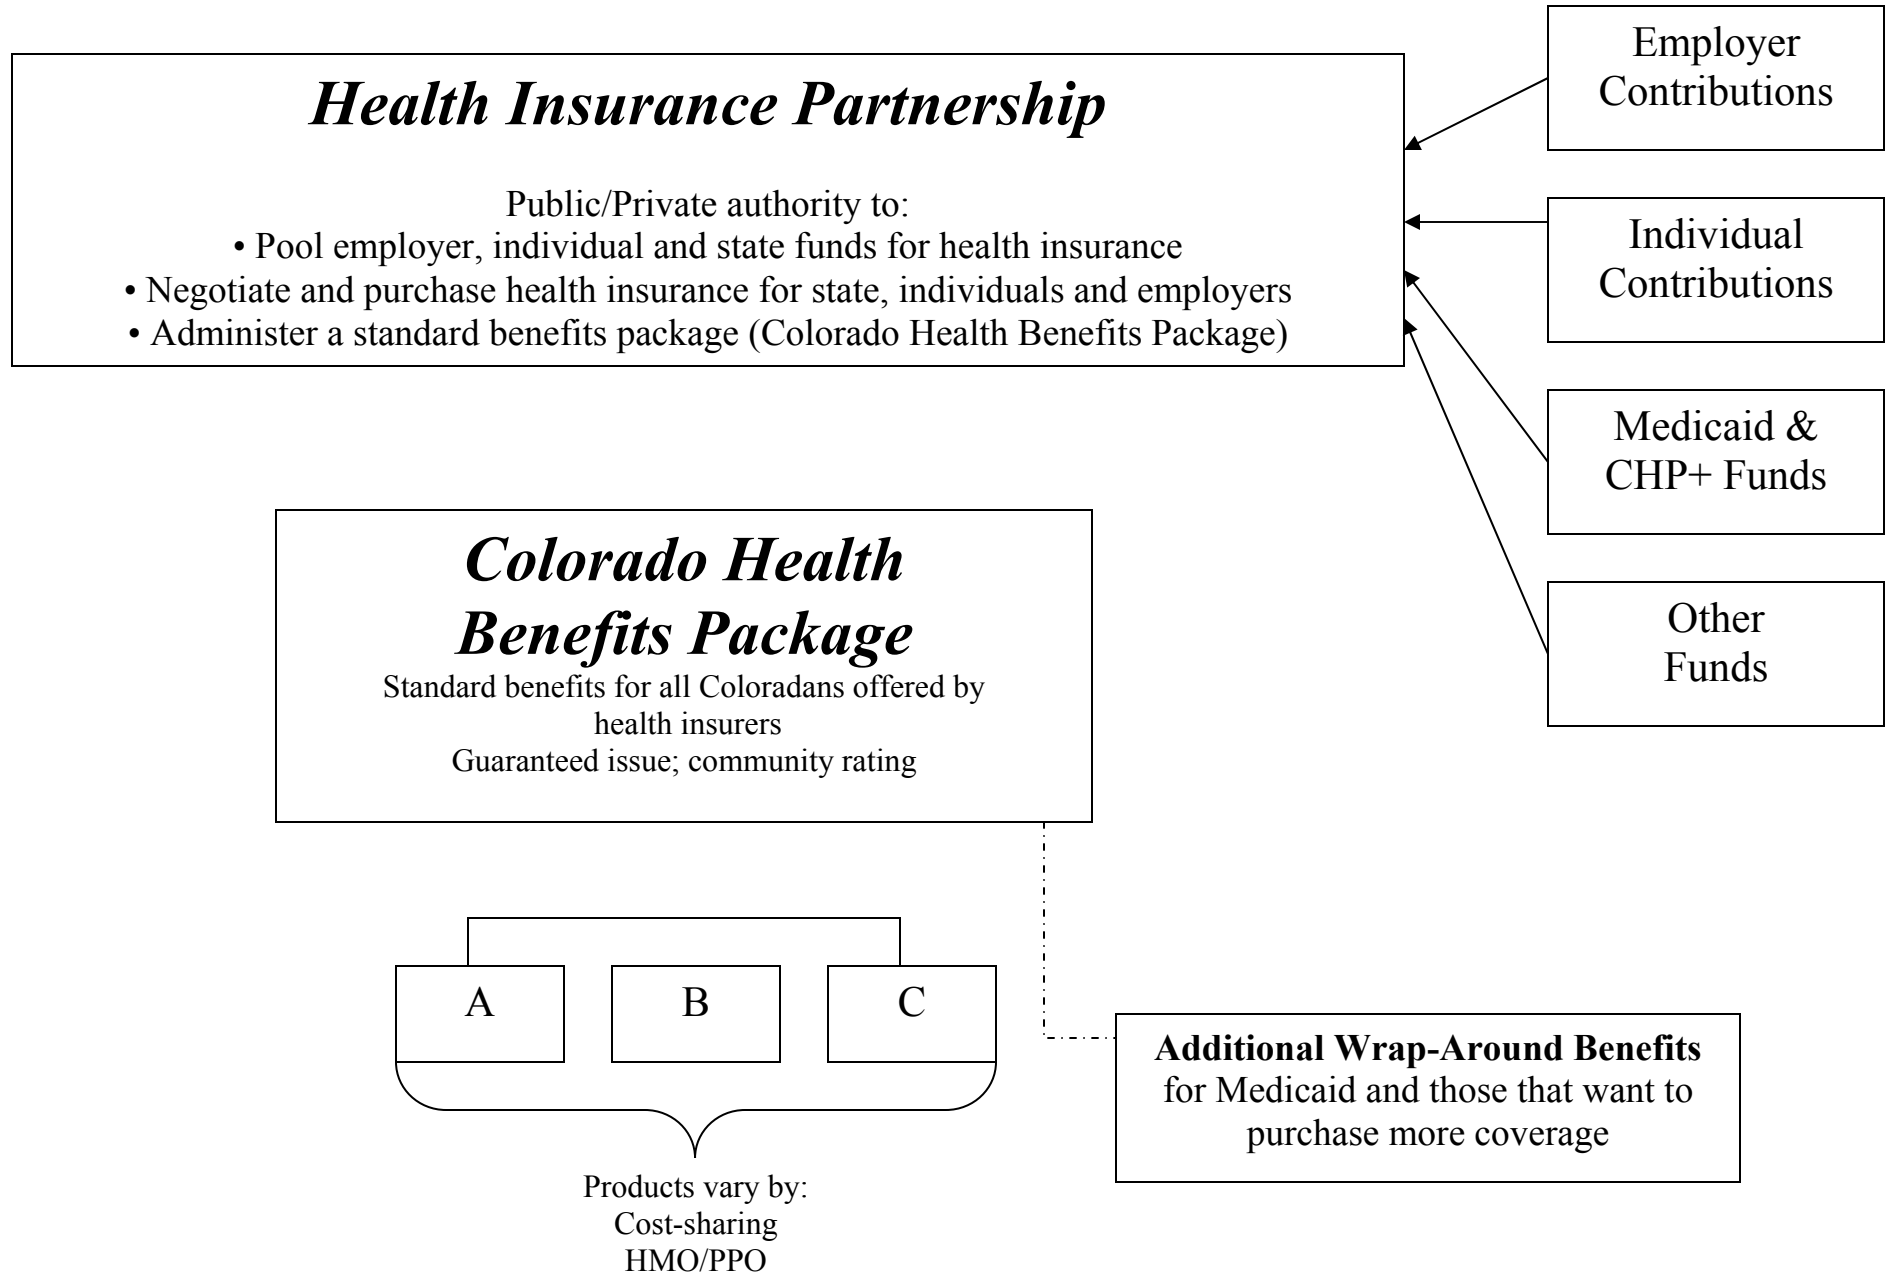 Health Insurance Partnership
Public/Private authority to:
• Pool employer, individual and state funds for health insurance
• Negotiate and purchase health insurance for state, individuals and employers
• Administer a standard benefits package (Colorado Health Benefits Package)
Employer
Contributions
Individual
Contributions
Medicaid &
CHP+ Funds
Other
Funds
Colorado Health
Benefits Package
Standard benefits for all Coloradans offered by
health insurers
Guaranteed issue; community rating
A
B
C
Products vary by:
Cost-sharing
HMO/PPO
Additional Wrap-Around Benefits
for Medicaid and those that want to
purchase more coverage